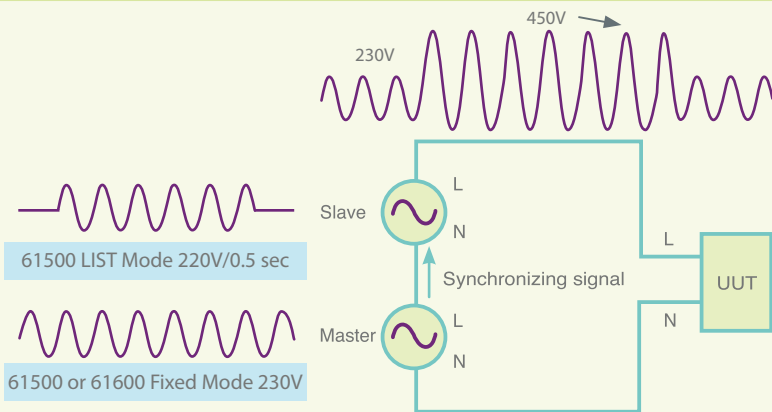 450V
230V
L
Slave
N
61500 LIST Mode 220V/0.5 sec
L
Synchronizing signal
UUT
L
N
Master
N
61500 or 61600 Fixed Mode 230V